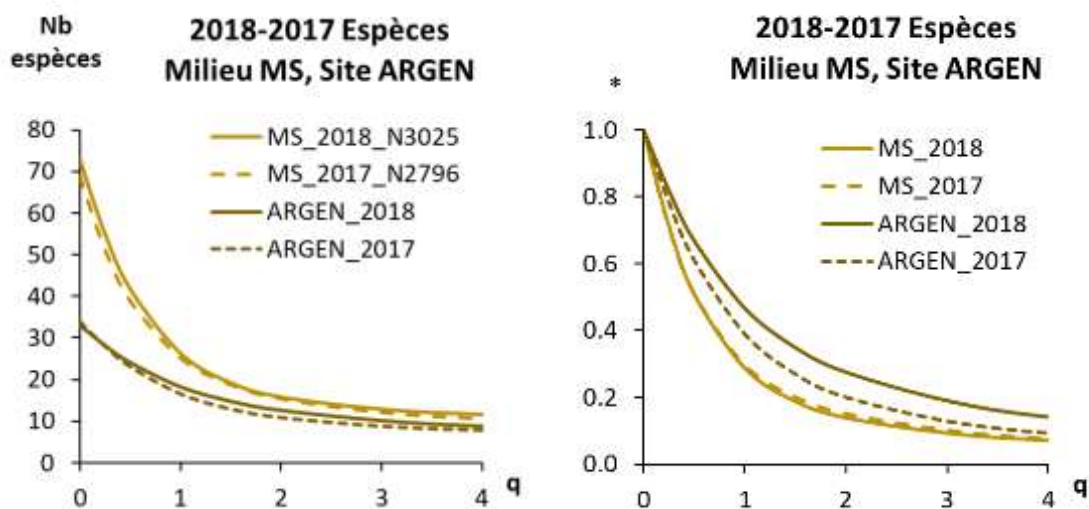 Nb
espèces
2018-2017 Espèces
Milieu MS, Site ARGEN
80
70
60
50
40
30
20
10
0
0 1 2 3 4 q
MS_2018_N3025
MS_2017_N2796
ARGEN_2018
ARGEN_2017
2018-2017 Espèces
Milieu MS, Site ARGEN
*
1.0
0.8
0.6
0.4
0.2
0.0
0 1 2 3 4 q
MS_2018
MS_2017
ARGEN_2018
ARGEN_2017